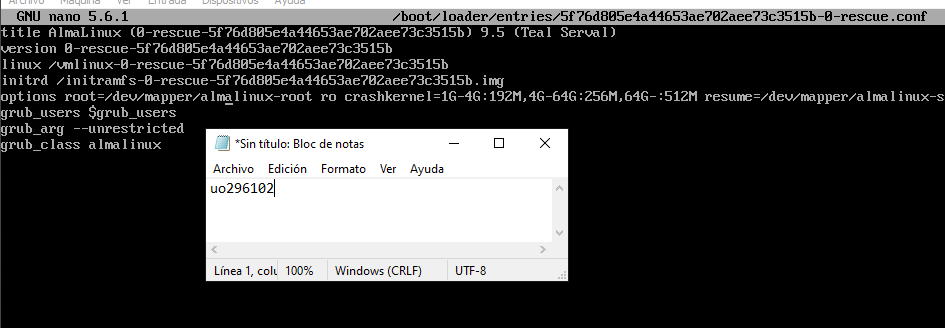 Archivo Máquina Ver Entrada Dispositivos Ayuda
GNU nano 5.6.1 /boot/loader/entries/5f76d805e4a44653ae702aee73c3515b-0-rescue.conf
title AlmaLinux (0-rescue-5f76d805e4a44653ae702aee73c3515b) 9.5 (Teal Serval)
version 0-rescue-5f76d805e4a44653ae702aee73c3515b
linux /vmlinuz-0-rescue-5f76d805e4a44653ae702aee73c3515b
initrd /initramfs-0-rescue-5f76d805e4a44653ae702aee73c3515b.img
options root=/dev/mapper/almalinux-root ro crashkernel=1G-4G:192M,4G-64G:256M,64G-:512M resume=/dev/mapper/almalinux-s
grub_users $grub_users
grub_arg --unrestricted
grub_class almalinux
*Sin título: Bloc de notas
Archivo Edición Formato Ver Ayuda
uo296102
Línea 1, colu 100% Windows (CRLF) UTF-8